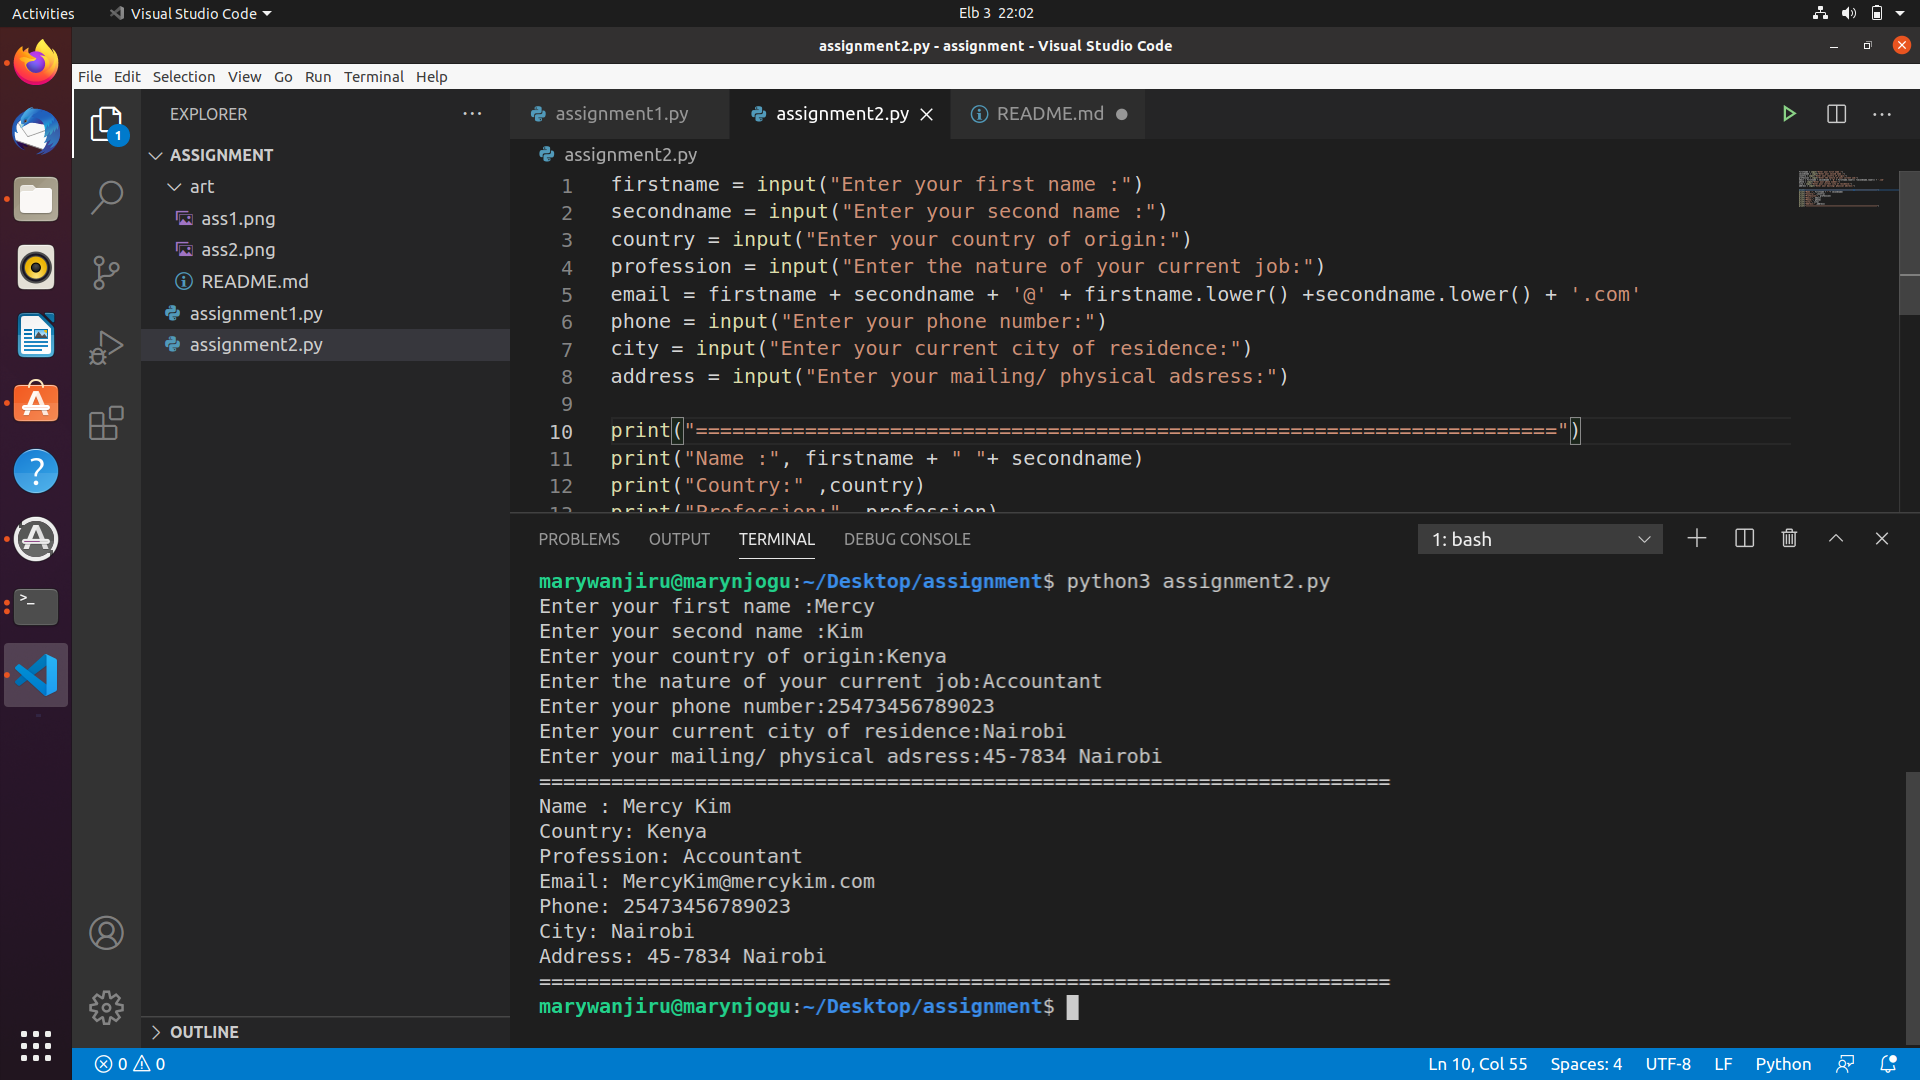 Activities
Visual Studio Code
Elb 3 22:02
assignment2.py - assignment - Visual Studio Code
File Edit Selection View Go Run Terminal Help
1
EXPLORER
ASSIGNMENT
art
ass1.png
ass2.png
README.md
assignment1.py
assignment2.py
OUTLINE
assignment1.py
assignment2.py
README.md
assignment2.py
1 firstname = input("Enter your first name :")
2 secondname = input("Enter your second name :")
3 country = input("Enter your country of origin:")
4 profession = input("Enter the nature of your current job:")
5 email = firstname + secondname + '@' + firstname.lower() +secondname.lower() + '.com'
6 phone = input("Enter your phone number:")
7 city = input("Enter your current city of residence:")
8 address = input("Enter your mailing/ physical adsress:")
9
10 print("=======================================================================")
11 print("Name :", firstname + " "+ secondname)
12 print("Country:" ,country)
13 print("Profession:" ,profession)
PROBLEMS OUTPUT TERMINAL DEBUG CONSOLE
1: bash
marywanjiru@marynjogu:~/Desktop/assignment$ python3 assignment2.py
Enter your first name :Mercy
Enter your second name :Kim
Enter your country of origin:Kenya
Enter the nature of your current job:Accountant
Enter your phone number:25473456789023
Enter your current city of residence:Nairobi
Enter your mailing/ physical adsress:45-7834 Nairobi
=======================================================================
Name : Mercy Kim
Country: Kenya
Profession: Accountant
Email: MercyKim@mercykim.com
Phone: 25473456789023
City: Nairobi
Address: 45-7834 Nairobi
=======================================================================
marywanjiru@marynjogu:~/Desktop/assignment$
0 0
Ln 10, Col 55 Spaces: 4 UTF-8 LF Python